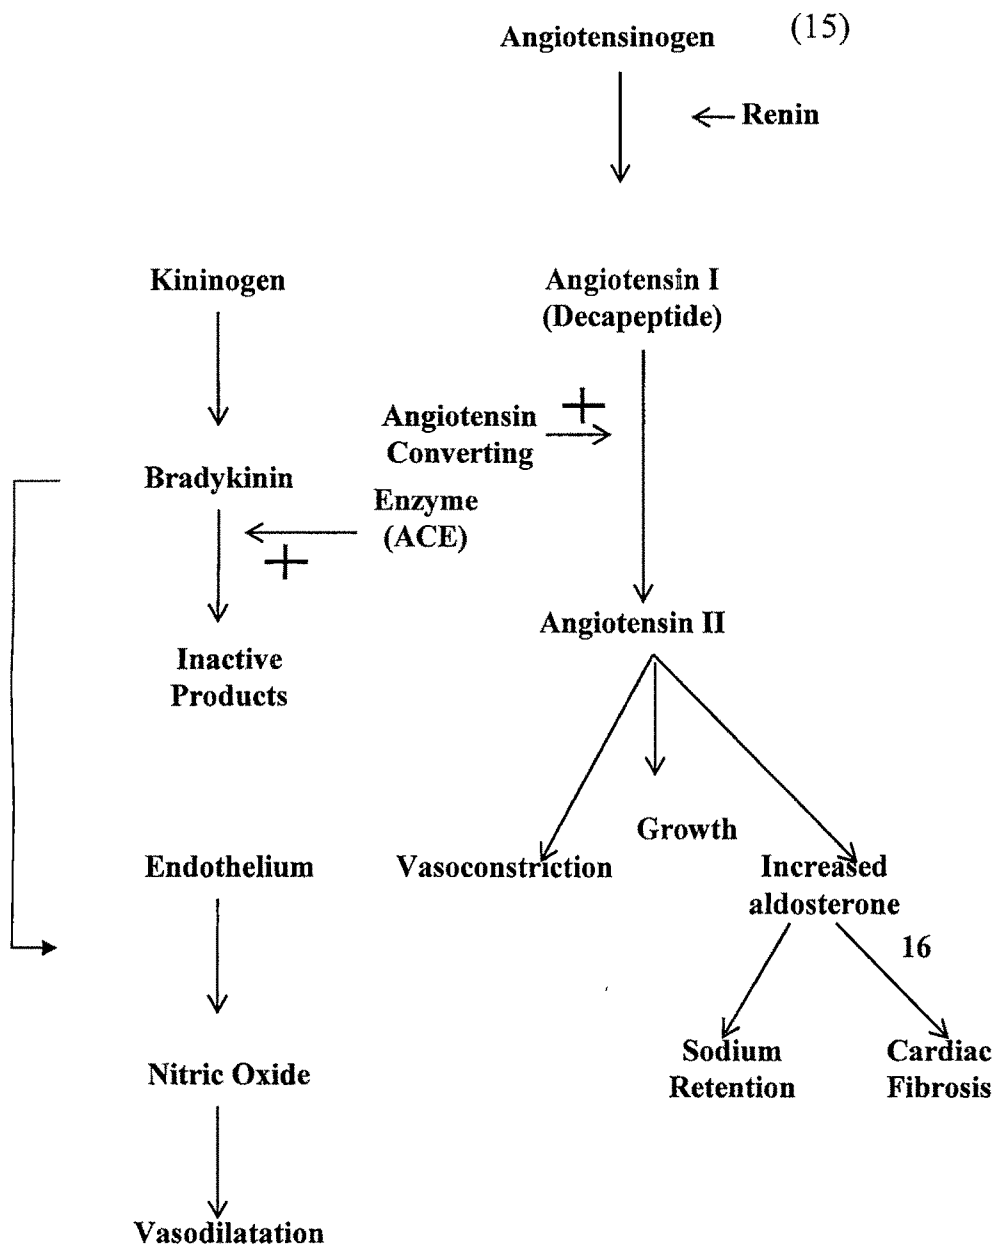 Angiotensinogen (15)
Renin
Kininogen
Angiotensin I
(Decapeptide)
+
Angiotensin
Converting
Enzyme
(ACE)
Bradykinin
+
Inactive
Products
Angiotensin II
Growth
Endothelium
Vasoconstriction
Increased
aldosterone
16
Nitric Oxide
Sodium
Retention
Cardiac
Fibrosis
Vasodilatation